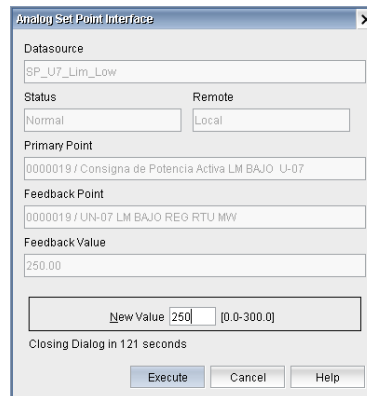 Analog Set Point Interface
Datasource
SP_U7_Lim_Low
Status Remote
Normal Local
Primary Point
0000019 / Consigna de Potencia Activa LM BAJO U-07
Feedback Point
0000019 / UN-07 LM BAJO REG RTU MW
Feedback Value
250.00
New Value 250 [0.0-300.0]
Closing Dialog in 121 seconds
Execute Cancel Help